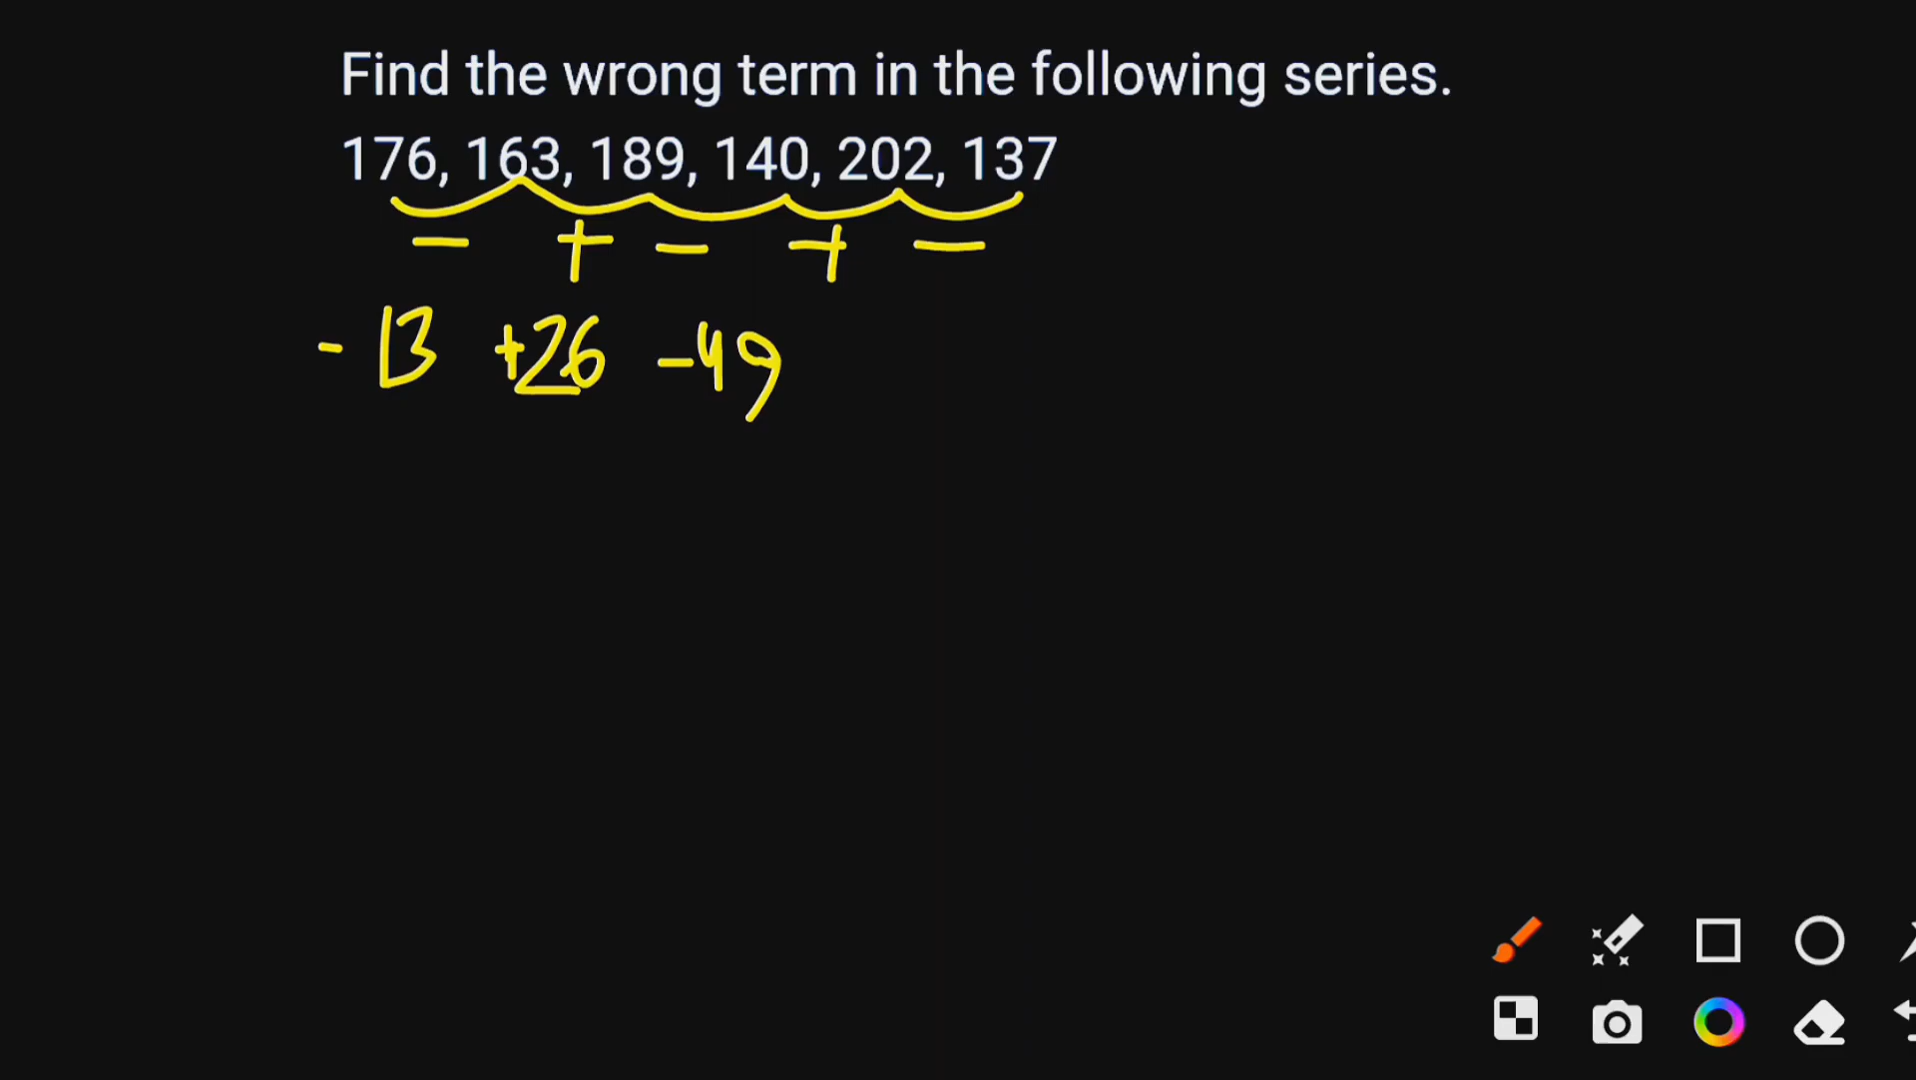 Find the wrong term in the following series.
176, 163, 189, 140, 202, 137
− + − + −
- 13 +26 -49